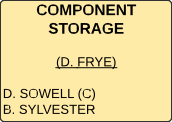 COMPONENT
STORAGE
(D. FRYE)
D. SOWELL (C)
B. SYLVESTER